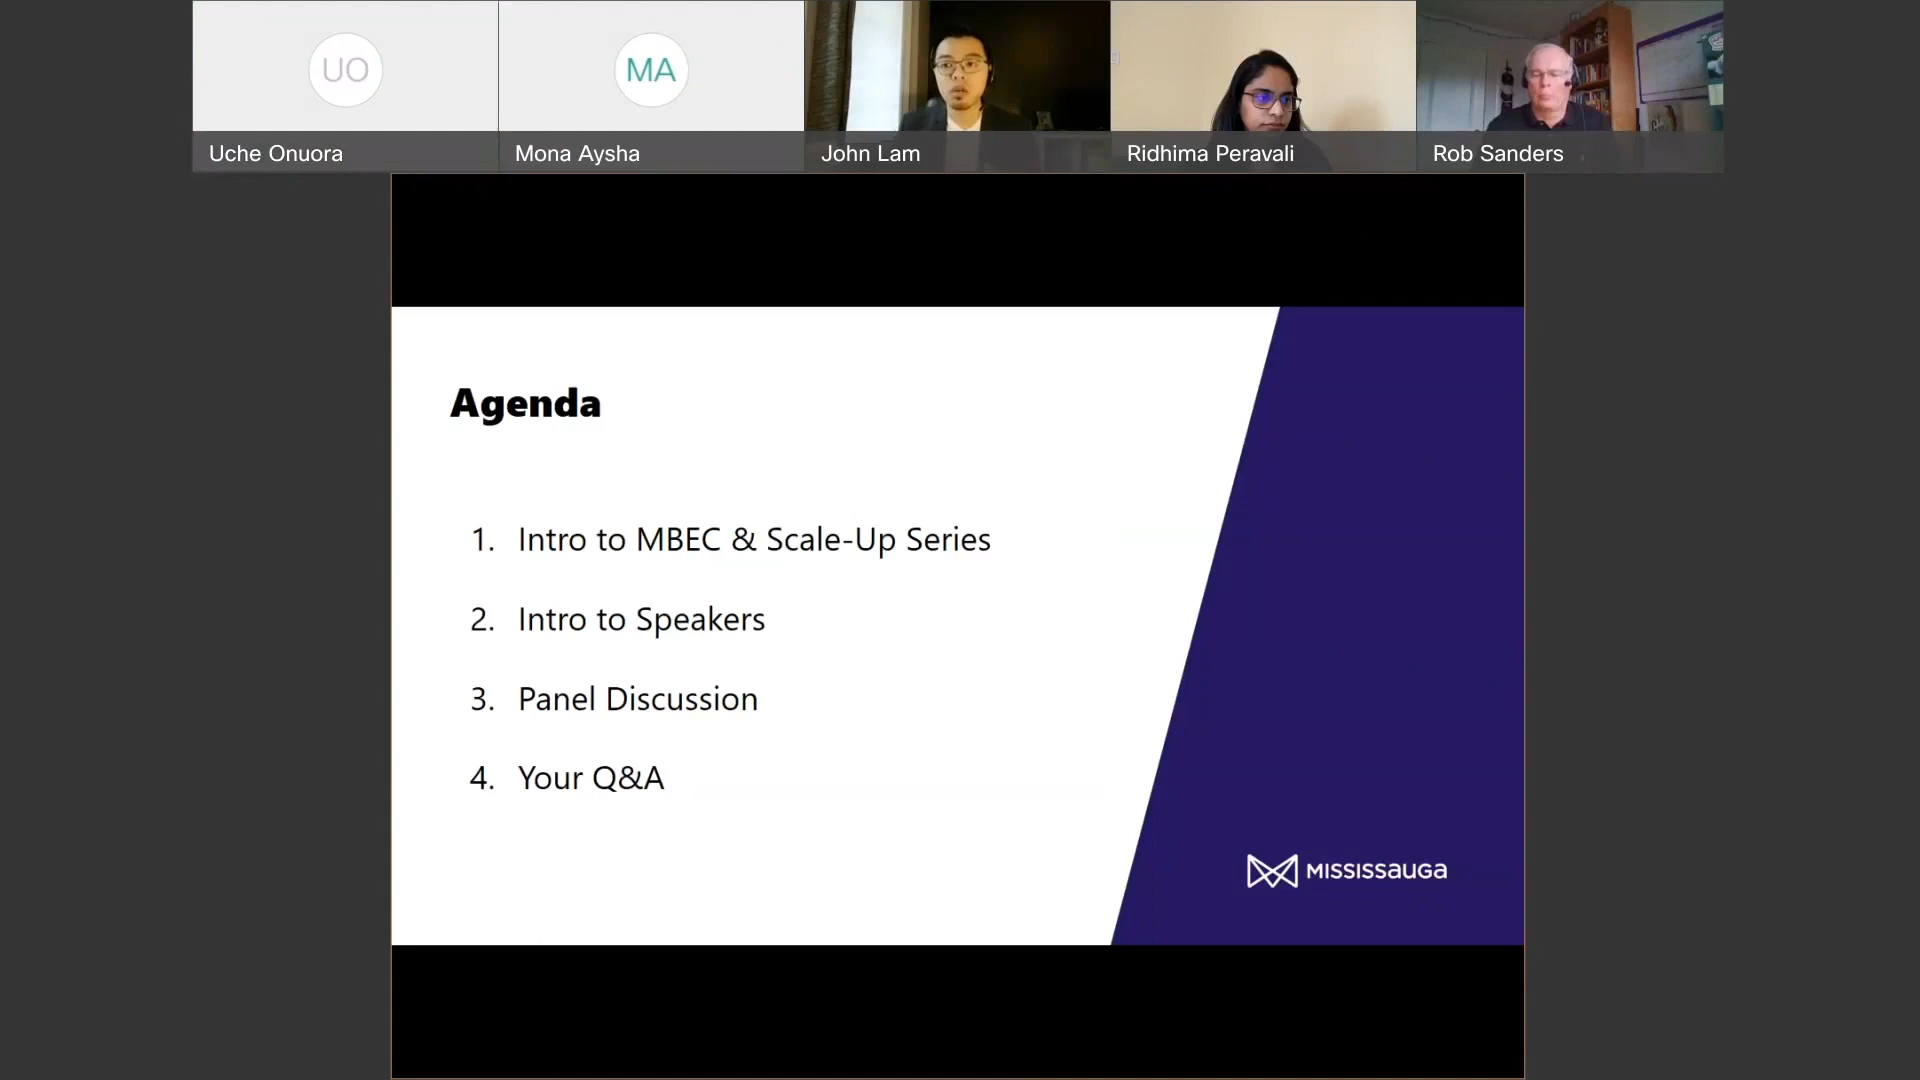 UO
MA
Uche Onuora
Mona Aysha
John Lam
Ridhima Peravali
Rob Sanders
Agenda
1. Intro to MBEC & Scale-Up Series
2. Intro to Speakers
3. Panel Discussion
4. Your Q&A
MISSISSAUGA